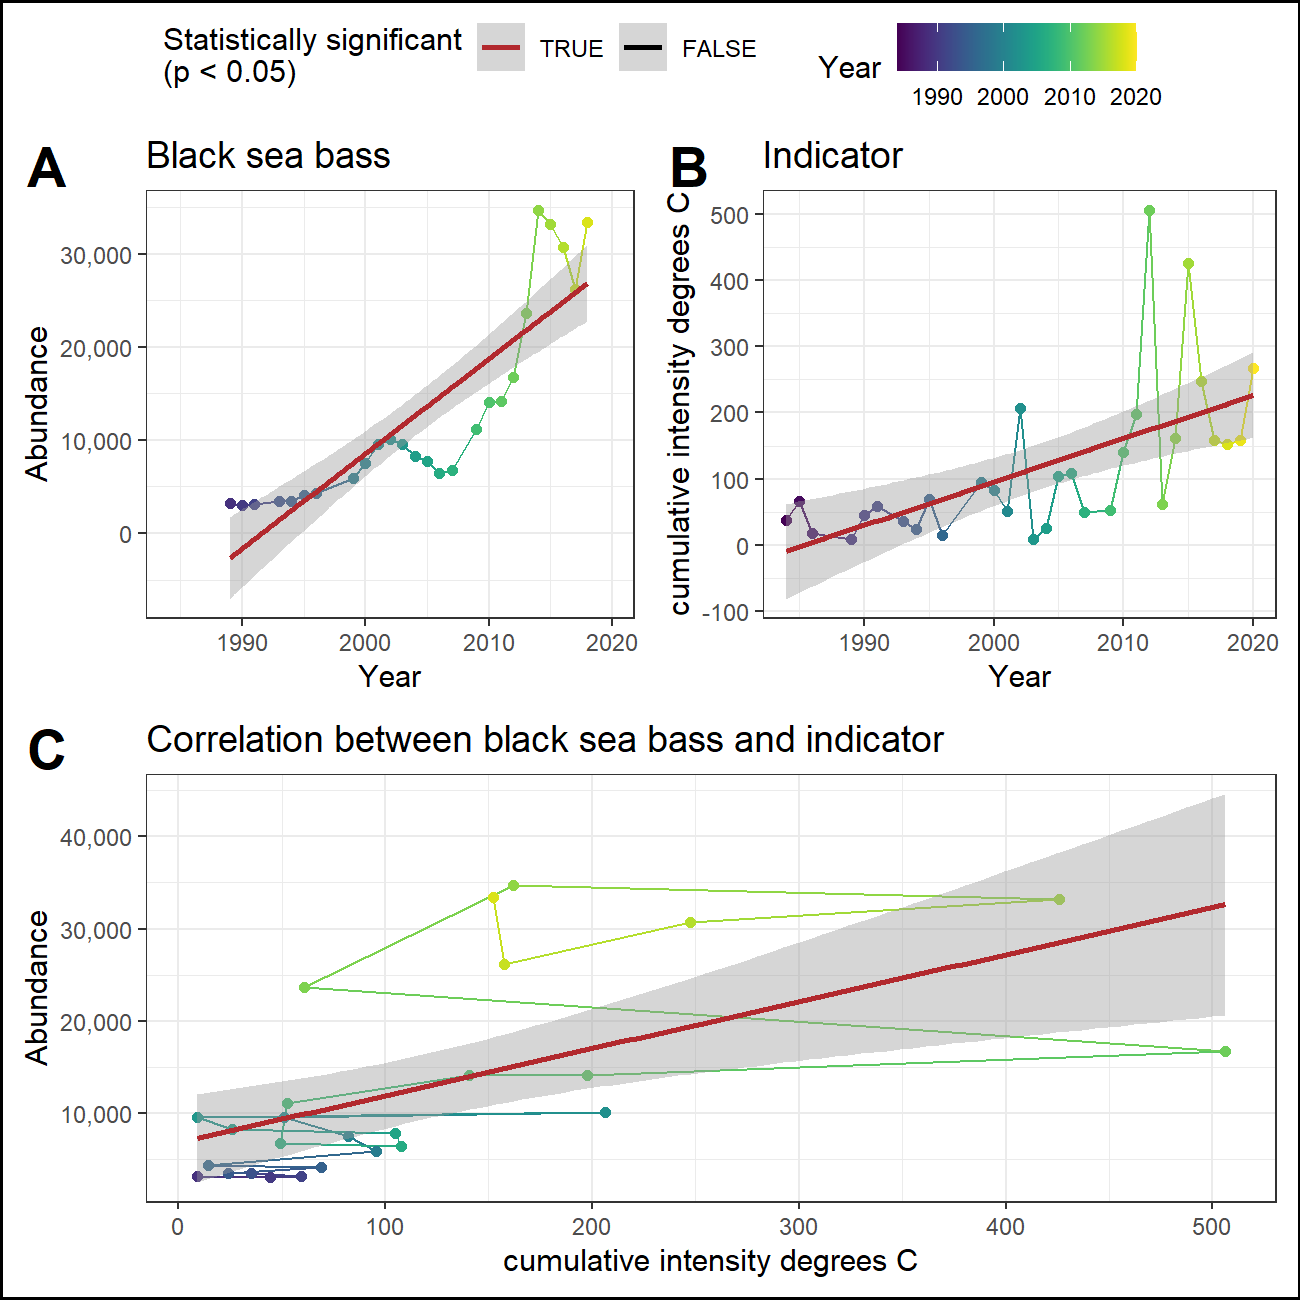 Statistically significant
(p < 0.05)
TRUE
FALSE
Year
1990
2000
2010
2020
A
Black sea bass
Abundance
30,000
20,000
10,000
0
1990
2000
2010
2020
Year
B
Indicator
cumulative intensity degrees C
500
400
300
200
100
0
-100
1990
2000
2010
2020
Year
C
Correlation between black sea bass and indicator
Abundance
40,000
30,000
20,000
10,000
0
100
200
300
400
500
cumulative intensity degrees C